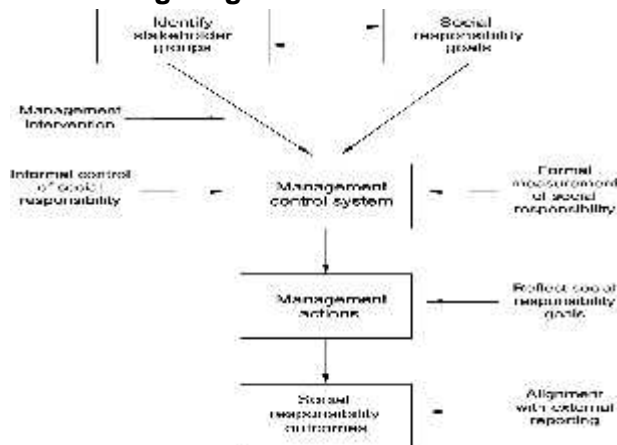 Identify
stakeholder
groups
Social
responsibility
goals
Management
intervention
Informal control
of social
responsibility
Management
control system
Formal
measurement
of social
responsibility
Management
actions
Reflect social
responsibility
goals
Social
responsibility
outcomes
Alignment
with external
reporting